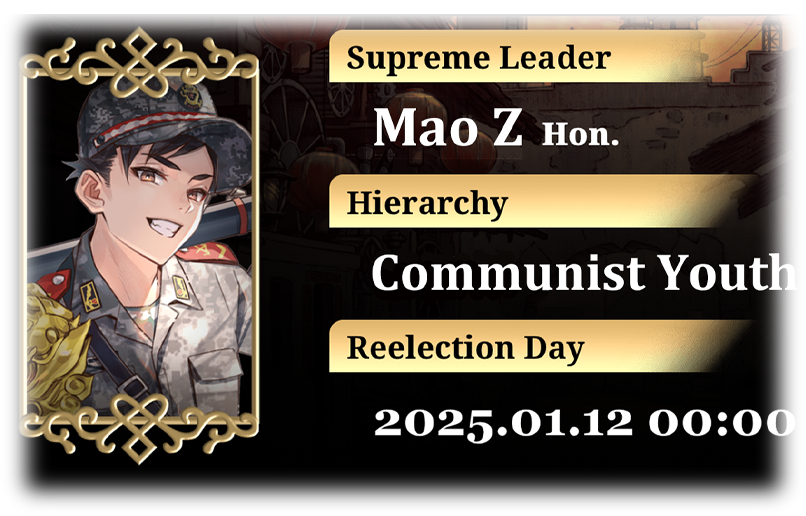 Supreme Leader
Mao Z Hon.
Hierarchy
Communist Youth
Reelection Day
2025.01.12 00:00